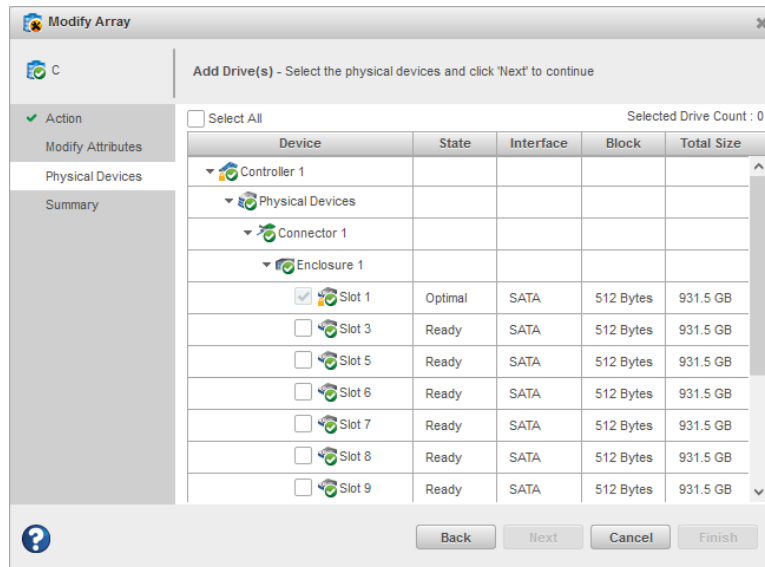 Modify Array
C
Add Drive(s) - Select the physical devices and click 'Next' to continue
Action
Modify Attributes
Physical Devices
Summary
Select All
Selected Drive Count : 0
Device State Interface Block Total Size
Controller 1
Physical Devices
Connector 1
Enclosure 1
Slot 1 Optimal SATA 512 Bytes 931.5 GB
Slot 3 Ready SATA 512 Bytes 931.5 GB
Slot 5 Ready SATA 512 Bytes 931.5 GB
Slot 6 Ready SATA 512 Bytes 931.5 GB
Slot 7 Ready SATA 512 Bytes 931.5 GB
Slot 8 Ready SATA 512 Bytes 931.5 GB
Slot 9 Ready SATA 512 Bytes 931.5 GB
? Back Next Cancel Finish